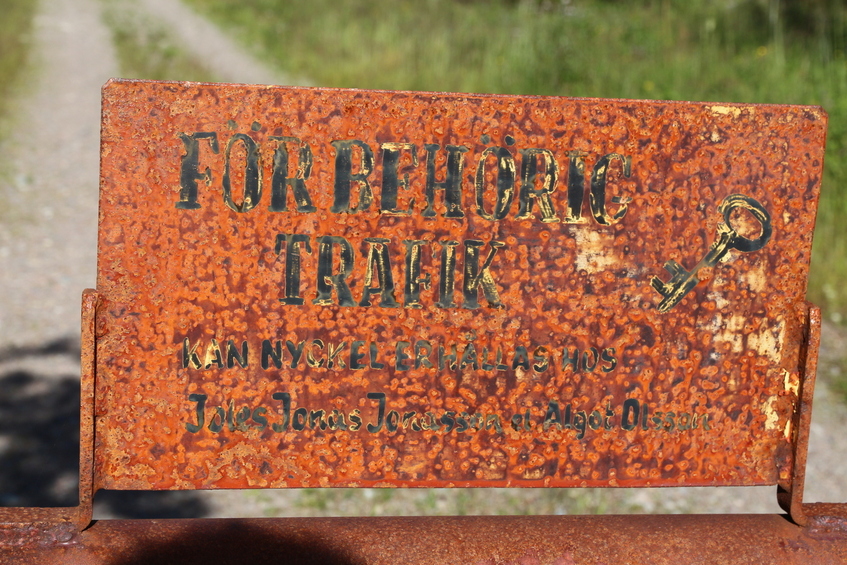 FÖR BEHÖRIG
TRAFIK
KAN NYCKEL ERHÅLLAS HOS
Joles Jonas Jonasson el Algot Olsson